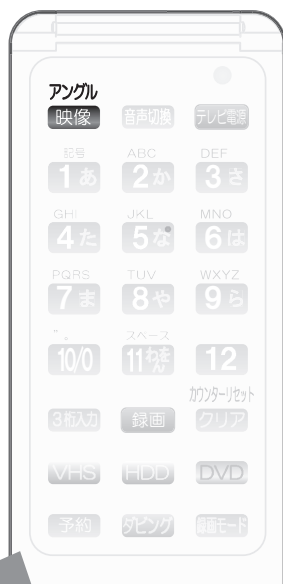 アングル
映像 音声切換 テレビ電源
記号 ABC DEF
1あ 2か 3さ
GHI JKL MNO
4た 5な 6は
PQRS TUV WXYZ
7ま 8や 9ら
゛。 スペース
10/0 11わをん 12
カウンターリセット
3桁入力 録画 クリア
VHS HDD DVD
予約 ダビング 録画モード